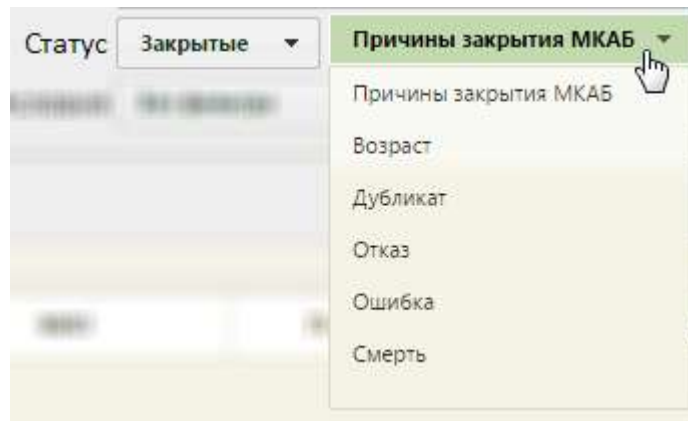 Статус Закрытые Причины закрытия МКАБ
Причины закрытия МКАБ
Возраст
Дубликат
Отказ
Ошибка
Смерть